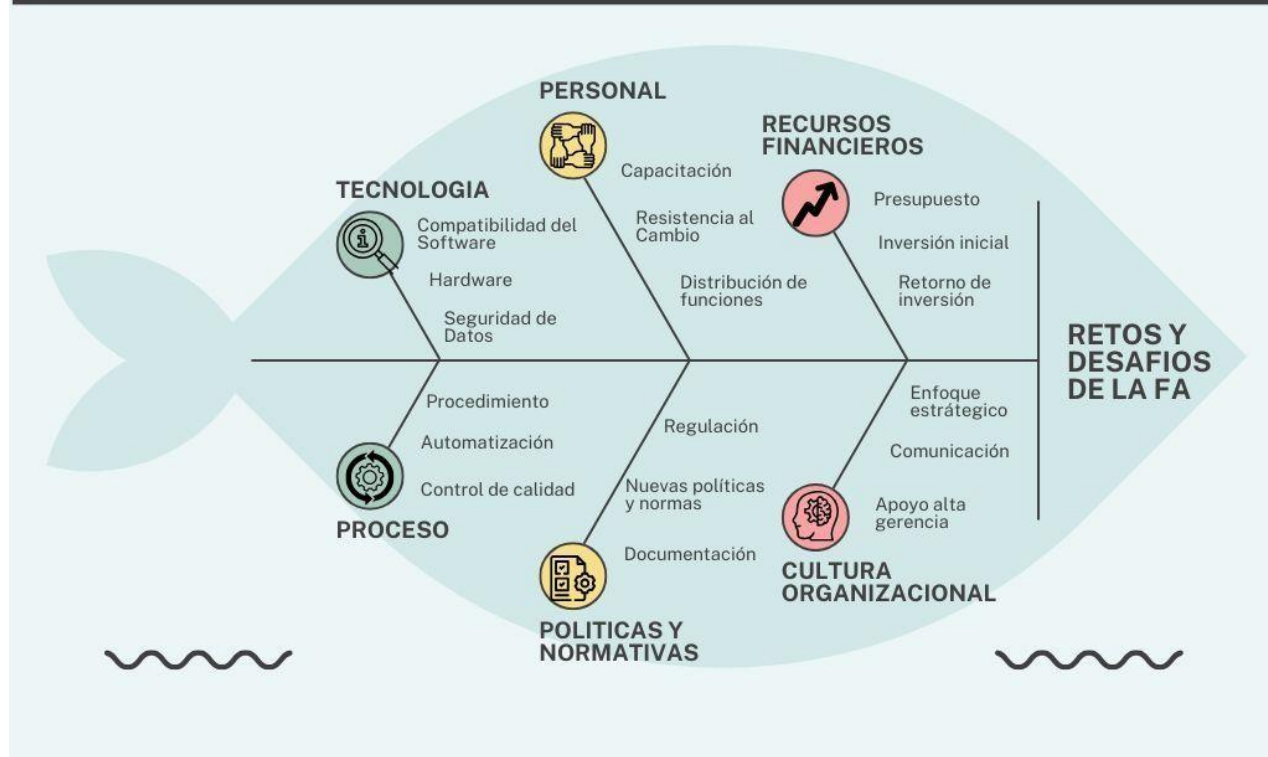 PERSONAL
Capacitación
Resistencia al
Cambio
Distribución de
funciones
RECURSOS
FINANCIEROS
Presupuesto
Inversión inicial
Retorno de
inversión
TECNOLOGIA
Compatibilidad del
Software
Hardware
Seguridad de
Datos
RETOS Y
DESAFIOS
DE LA FA
Procedimiento
Automatización
Control de calidad
PROCESO
Regulación
Nuevas políticas
y normas
Documentación
POLITICAS Y
NORMATIVAS
Enfoque
estrátegico
Comunicación
Apoyo alta
gerencia
CULTURA
ORGANIZACIONAL